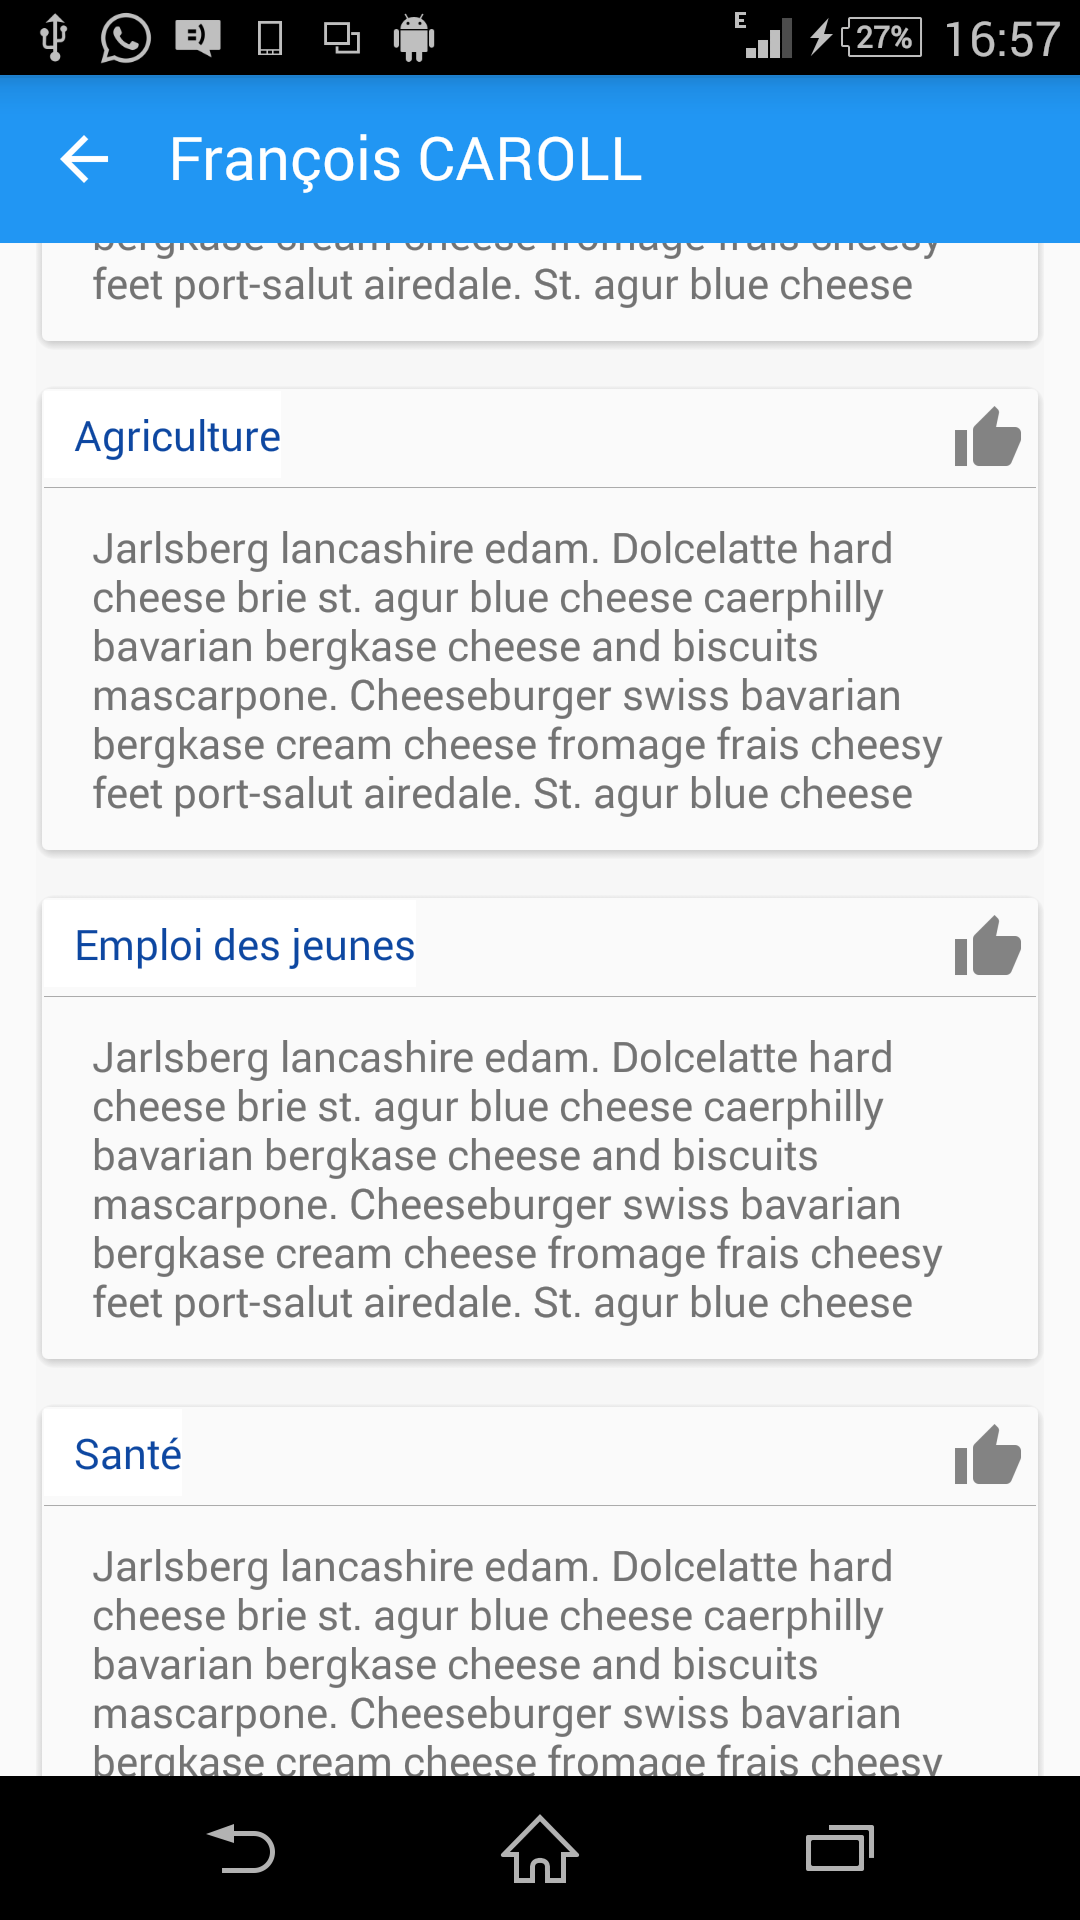 E
27%
16:57
François CAROLL
bergkase cream cheese fromage frais cheesy
feet port-salut airedale. St. agur blue cheese
Agriculture
Jarlsberg lancashire edam. Dolcelatte hard
cheese brie st. agur blue cheese caerphilly
bavarian bergkase cheese and biscuits
mascarpone. Cheeseburger swiss bavarian
bergkase cream cheese fromage frais cheesy
feet port-salut airedale. St. agur blue cheese
Emploi des jeunes
Jarlsberg lancashire edam. Dolcelatte hard
cheese brie st. agur blue cheese caerphilly
bavarian bergkase cheese and biscuits
mascarpone. Cheeseburger swiss bavarian
bergkase cream cheese fromage frais cheesy
feet port-salut airedale. St. agur blue cheese
Santé
Jarlsberg lancashire edam. Dolcelatte hard
cheese brie st. agur blue cheese caerphilly
bavarian bergkase cheese and biscuits
mascarpone. Cheeseburger swiss bavarian
bergkase cream cheese fromage frais cheesy